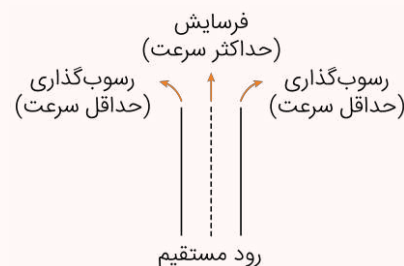 فرسایش
(حداکثر سرعت)
رسوب‌گذاری
(حداقل سرعت)
رسوب‌گذاری
(حداقل سرعت)
رود مستقیم